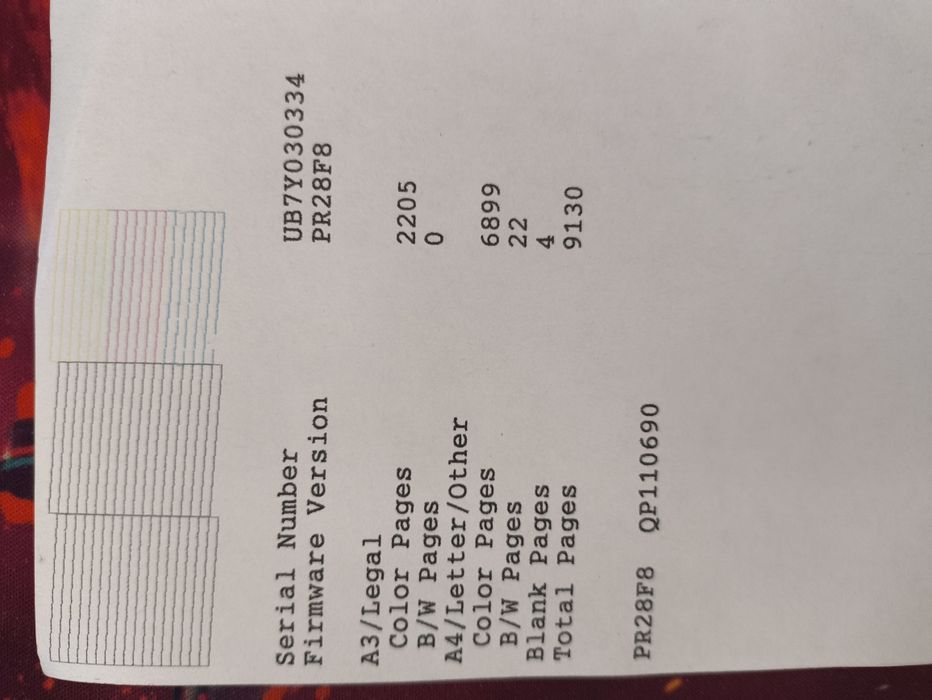 Serial Number UB7Y030334
Firmware Version PR28F8
A3/Legal
Color Pages 2205
B/W Pages 0
A4/Letter/Other
Color Pages 6899
B/W Pages 22
Blank Pages 4
Total Pages 9130
PR28F8 QP110690